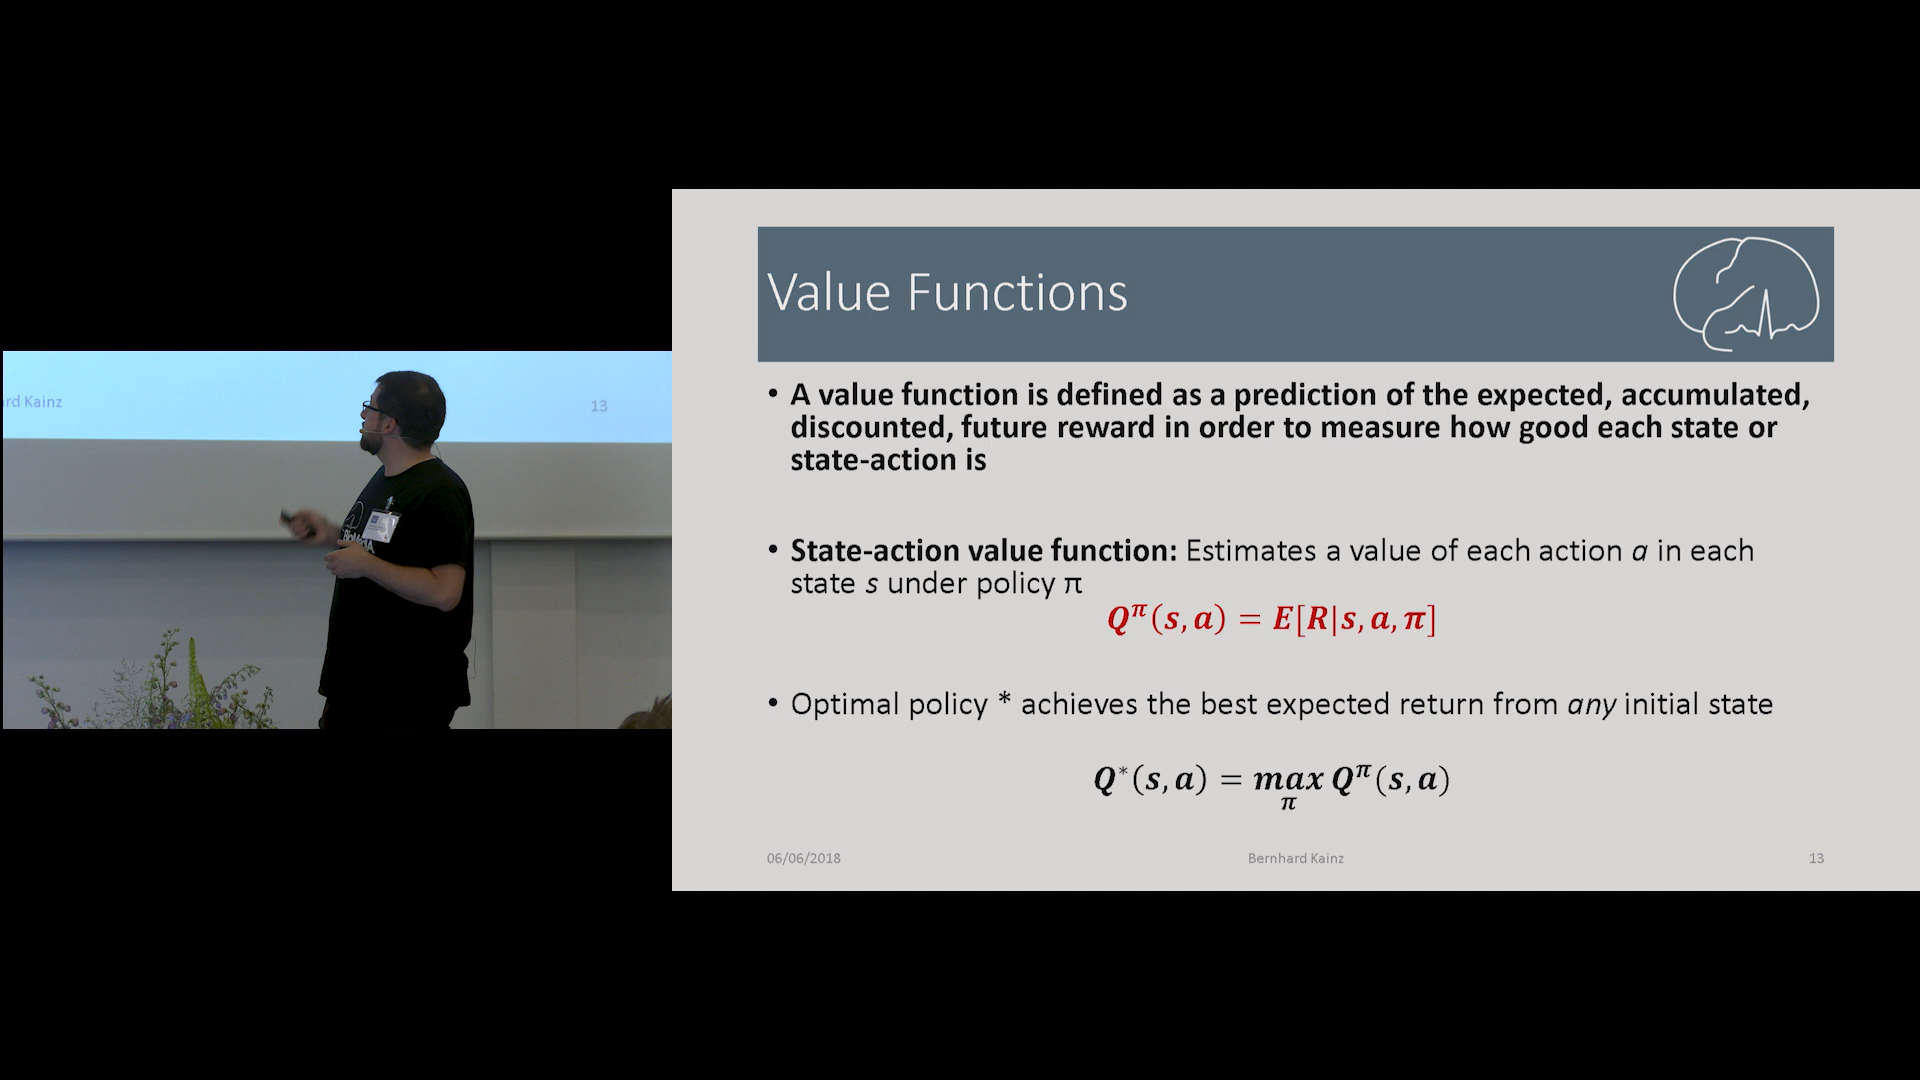 rd Kainz
13
Value Functions
• A value function is defined as a prediction of the expected, accumulated,
discounted, future reward in order to measure how good each state or
state-action is
• State-action value function: Estimates a value of each action a in each
state s under policy π
Q^π(s, a) = E[R|s, a, π]
• Optimal policy * achieves the best expected return from any initial state
Q*(s, a) = max Q^π(s, a)
π
06/06/2018
Bernhard Kainz
13